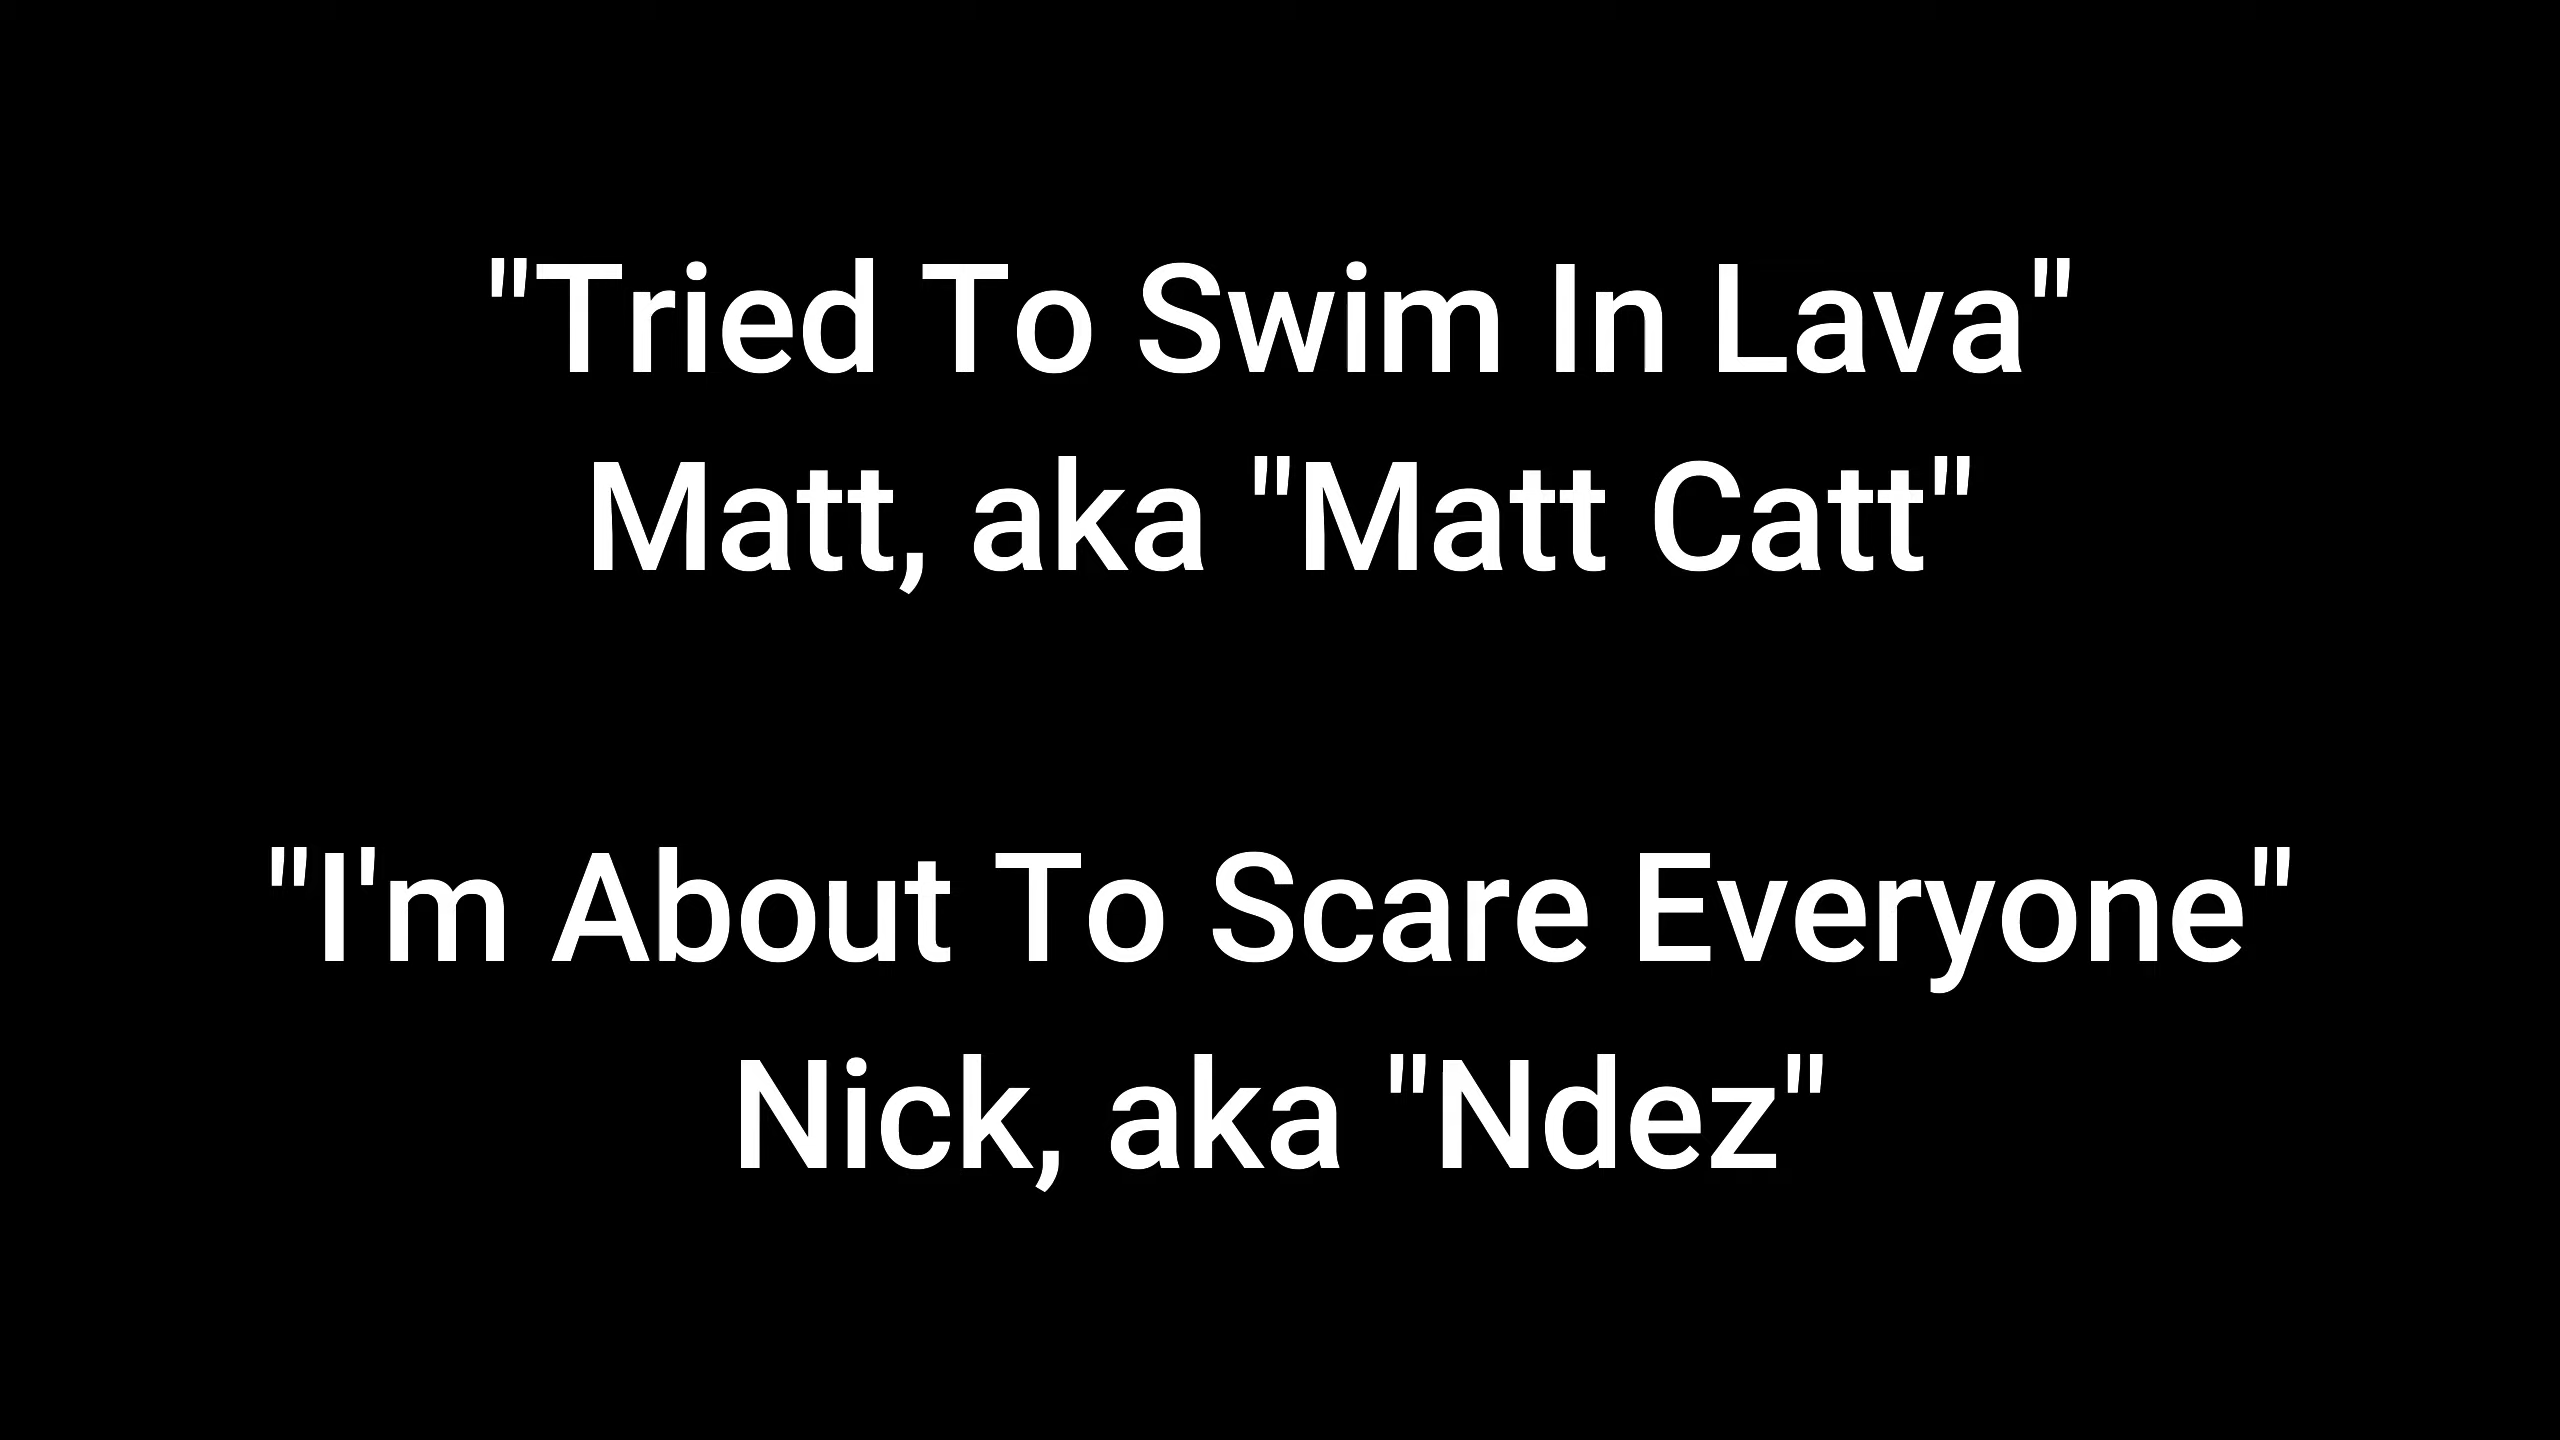 "Tried To Swim In Lava"
Matt, aka "Matt Catt"
"I'm About To Scare Everyone"
Nick, aka "Ndez"